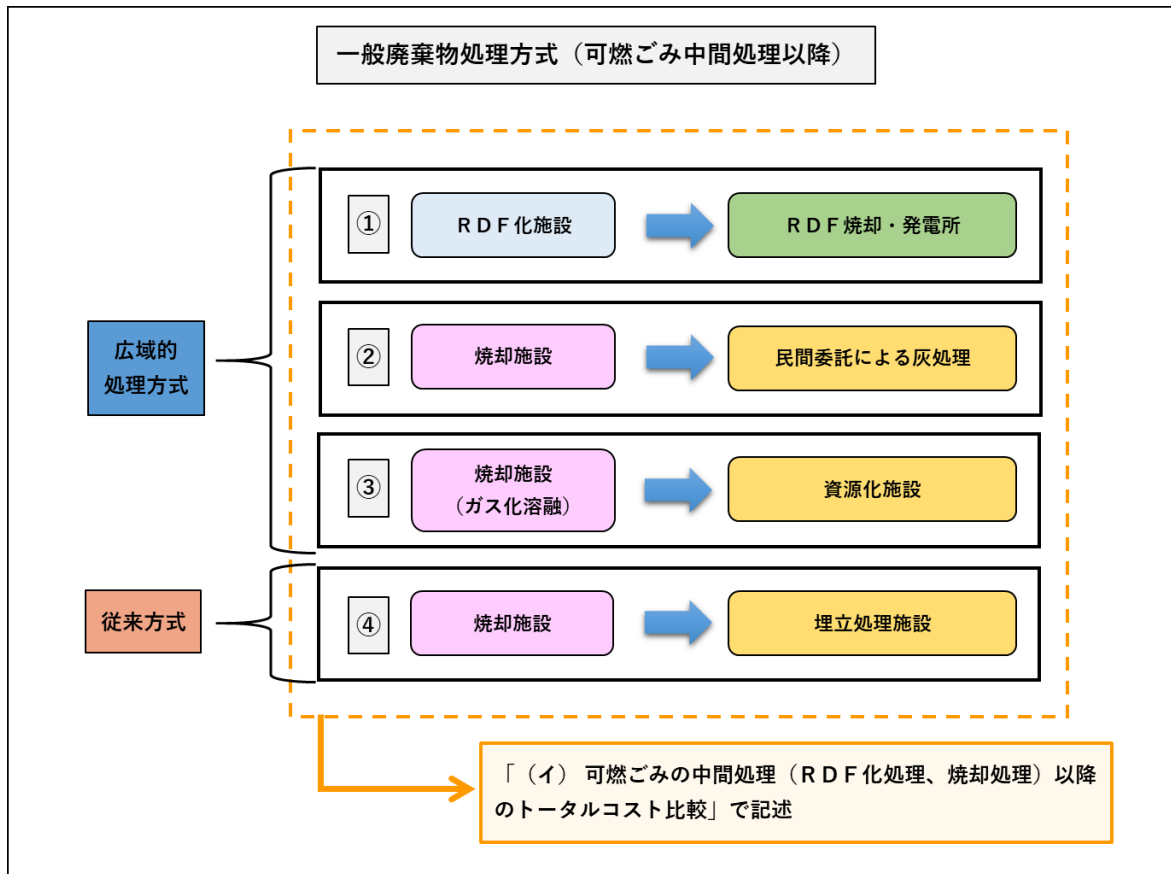 一般廃棄物処理方式（可燃ごみ中間処理以降）
広域的
処理方式
①
ＲＤＦ化施設
ＲＤＦ焼却・発電所
②
焼却施設
民間委託による灰処理
③
焼却施設
（ガス化溶融）
資源化施設
従来方式
④
焼却施設
埋立処理施設
「（イ） 可燃ごみの中間処理（ＲＤＦ化処理、焼却処理）以降
のトータルコスト比較」で記述